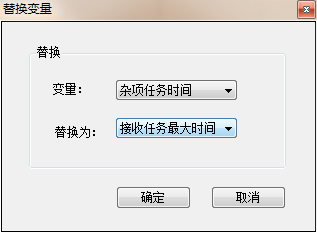 替换变量
替换
变量：
杂项任务时间
替换为：
接收任务最大时间
确定
取消